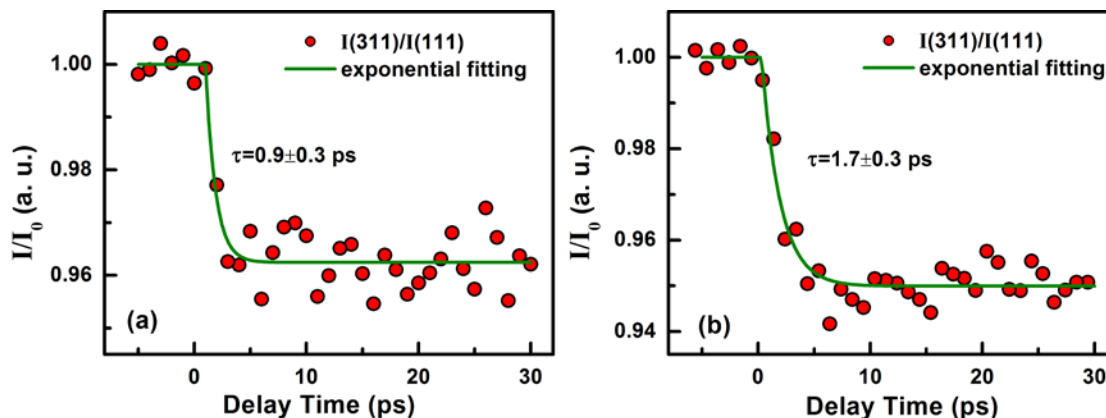 I(311)/I(111)
exponential fitting
τ=0.9±0.3 ps
1.00
0.98
0.96
I/I0 (a. u.)
(a)
0 10 20 30
Delay Time (ps)
I(311)/I(111)
exponential fitting
τ=1.7±0.3 ps
1.00
0.98
0.96
0.94
I/I0 (a. u.)
(b)
0 10 20 30
Delay Time (ps)